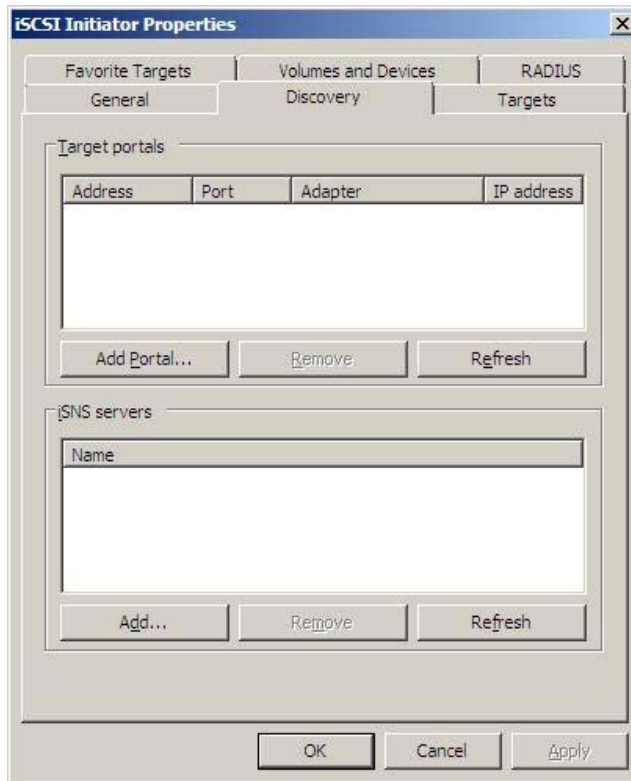 iSCSI Initiator Properties
Favorite Targets Volumes and Devices RADIUS
General Discovery Targets
Target portals
Address Port Adapter IP address
Add Portal... Remove Refresh
iSNS servers
Name
Add... Remove Refresh
OK Cancel Apply